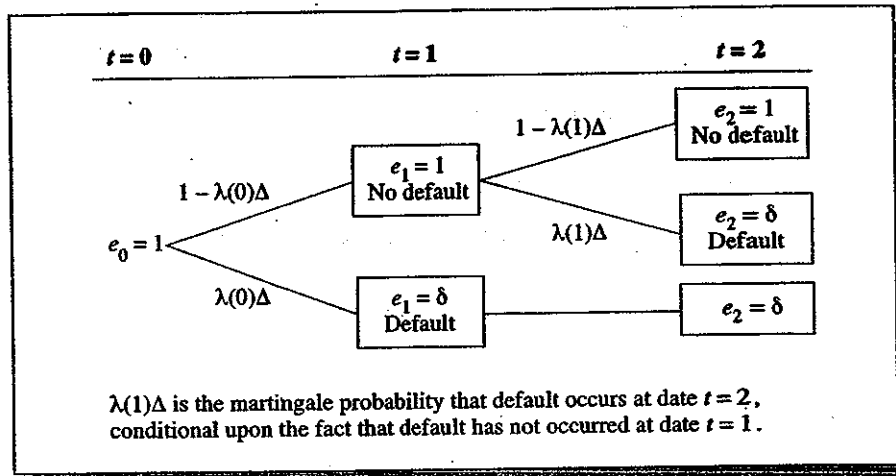 t = 0 t = 1 t = 2
e₂ = 1
No default
1 − λ(1)Δ
e₁ = 1
No default
1 − λ(0)Δ
e₂ = δ
Default
λ(1)Δ
e₀ = 1
λ(0)Δ
e₁ = δ
Default
e₂ = δ
λ(1)Δ is the martingale probability that default occurs at date t = 2,
conditional upon the fact that default has not occurred at date t = 1.